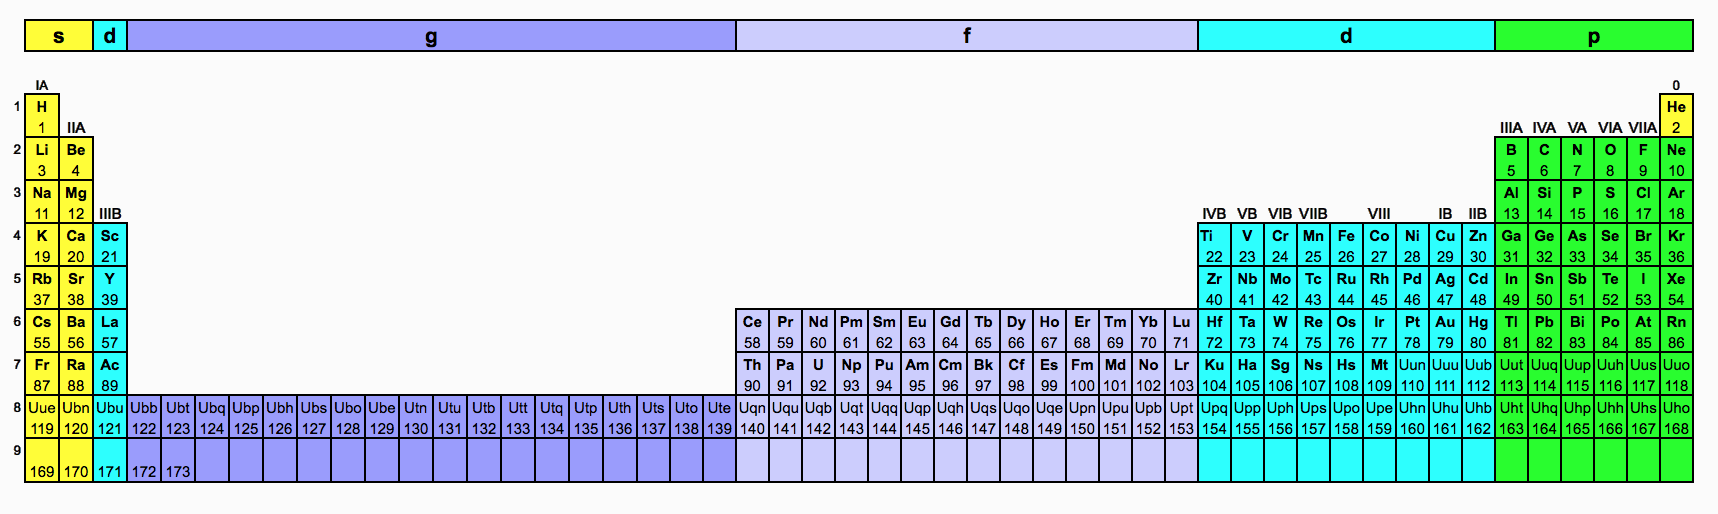 s d g f d p
IA 0
1 H He
1 IIA IIIA IVA VA VIA VIIA 2
2 Li Be B C N O F Ne
3 4 5 6 7 8 9 10
3 Na Mg Al Si P S Cl Ar
11 12 IIIB IVB VB VIB VIIB VIII IB IIB 13 14 15 16 17 18
4 K Ca Sc Ti V Cr Mn Fe Co Ni Cu Zn Ga Ge As Se Br Kr
19 20 21 22 23 24 25 26 27 28 29 30 31 32 33 34 35 36
5 Rb Sr Y Zr Nb Mo Tc Ru Rh Pd Ag Cd In Sn Sb Te I Xe
37 38 39 40 41 42 43 44 45 46 47 48 49 50 51 52 53 54
6 Cs Ba La Ce Pr Nd Pm Sm Eu Gd Tb Dy Ho Er Tm Yb Lu Hf Ta W Re Os Ir Pt Au Hg Tl Pb Bi Po At Rn
55 56 57 58 59 60 61 62 63 64 65 66 67 68 69 70 71 72 73 74 75 76 77 78 79 80 81 82 83 84 85 86
7 Fr Ra Ac Th Pa U Np Pu Am Cm Bk Cf Es Fm Md No Lr Ku Ha Sg Ns Hs Mt Uun Uuu Uub Uut Uuq Uup Uuh Uus Uuo
87 88 89 90 91 92 93 94 95 96 97 98 99 100 101 102 103 104 105 106 107 108 109 110 111 112 113 114 115 116 117 118
8 Uue Ubn Ubu Ubb Ubt Ubq Ubp Ubh Ubs Ubo Ube Utn Utu Utb Utt Utq Utp Uth Uts Uto Ute Uqn Uqu Uqb Uqt Uqq Uqp Uqh Uqs Uqo Uqe Upn Upu Upb Upt Upq Upp Uph Ups Upo Upe Uhn Uhu Uhb Uht Uhq Uhp Uhh Uhs Uho
119 120 121 122 123 124 125 126 127 128 129 130 131 132 133 134 135 136 137 138 139 140 141 142 143 144 145 146 147 148 149 150 151 152 153 154 155 156 157 158 159 160 161 162 163 164 165 166 167 168
9
169 170 171 172 173